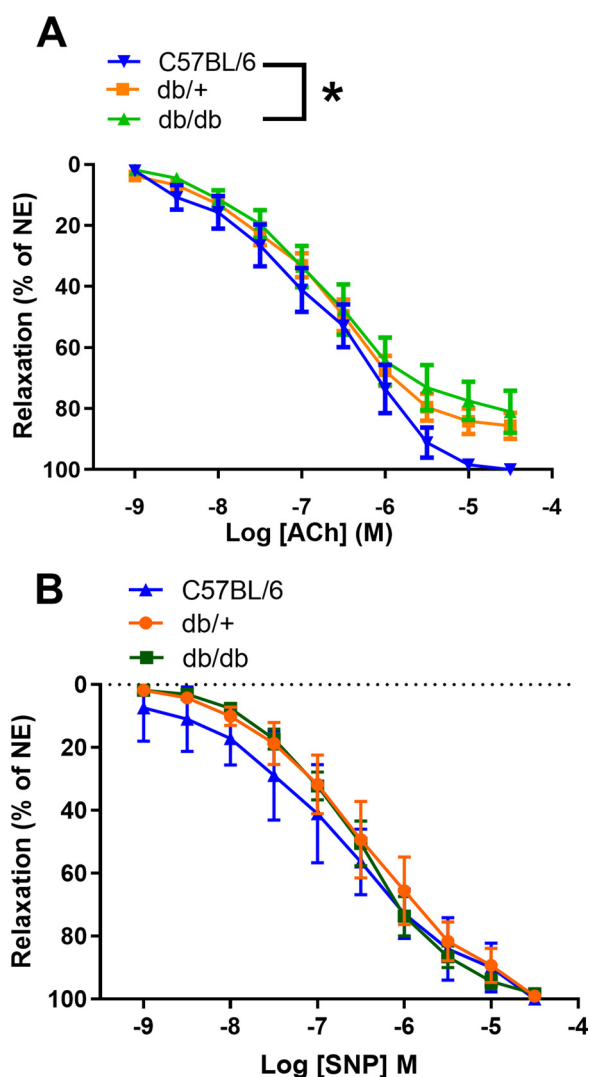 A
C57BL/6
db/+
db/db
*
Relaxation (% of NE)
0
20
40
60
80
100
-9 -8 -7 -6 -5 -4
Log [ACh] (M)
B
C57BL/6
db/+
db/db
Relaxation (% of NE)
0
20
40
60
80
100
-9 -8 -7 -6 -5 -4
Log [SNP] M